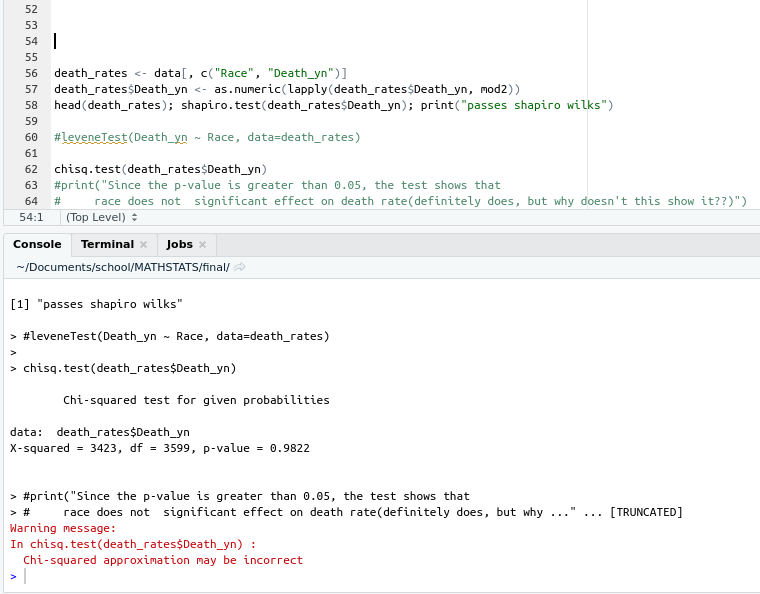 52
53
54
55
56 death_rates <- data[, c("Race", "Death_yn")]
57 death_rates$Death_yn <- as.numeric(lapply(death_rates$Death_yn, mod2))
58 head(death_rates); shapiro.test(death_rates$Death_yn); print("passes shapiro wilks")
59
60 #leveneTest(Death_yn ~ Race, data=death_rates)
61
62 chisq.test(death_rates$Death_yn)
63 #print("Since the p-value is greater than 0.05, the test shows that
64 #     race does not  significant effect on death rate(definitely does, but why doesn't this show it??)")
54:1 (Top Level)
Console Terminal Jobs
~/Documents/school/MATHSTATS/final/
[1] "passes shapiro wilks"
> #leveneTest(Death_yn ~ Race, data=death_rates)
>
> chisq.test(death_rates$Death_yn)
Chi-squared test for given probabilities
data:  death_rates$Death_yn
X-squared = 3423, df = 3599, p-value = 0.9822
> #print("Since the p-value is greater than 0.05, the test shows that
> #     race does not  significant effect on death rate(definitely does, but why ..." ... [TRUNCATED]
Warning message:
In chisq.test(death_rates$Death_yn) :
Chi-squared approximation may be incorrect
>